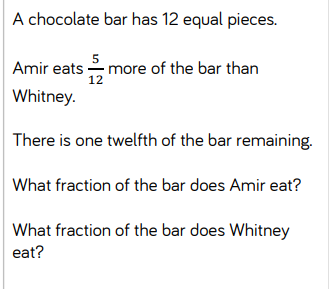 A chocolate bar has 12 equal pieces.
Amir eats 5/12 more of the bar than
Whitney.
There is one twelfth of the bar remaining.
What fraction of the bar does Amir eat?
What fraction of the bar does Whitney
eat?